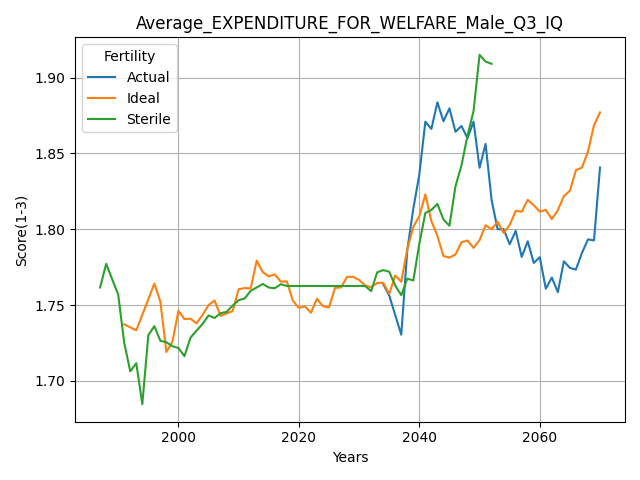 Average_EXPENDITURE_FOR_WELFARE_Male_Q3_IQ
Fertility
Actual
Ideal
Sterile
Score(1-3)
1.90
1.85
1.80
1.75
1.70
2000
2020
2040
2060
Years